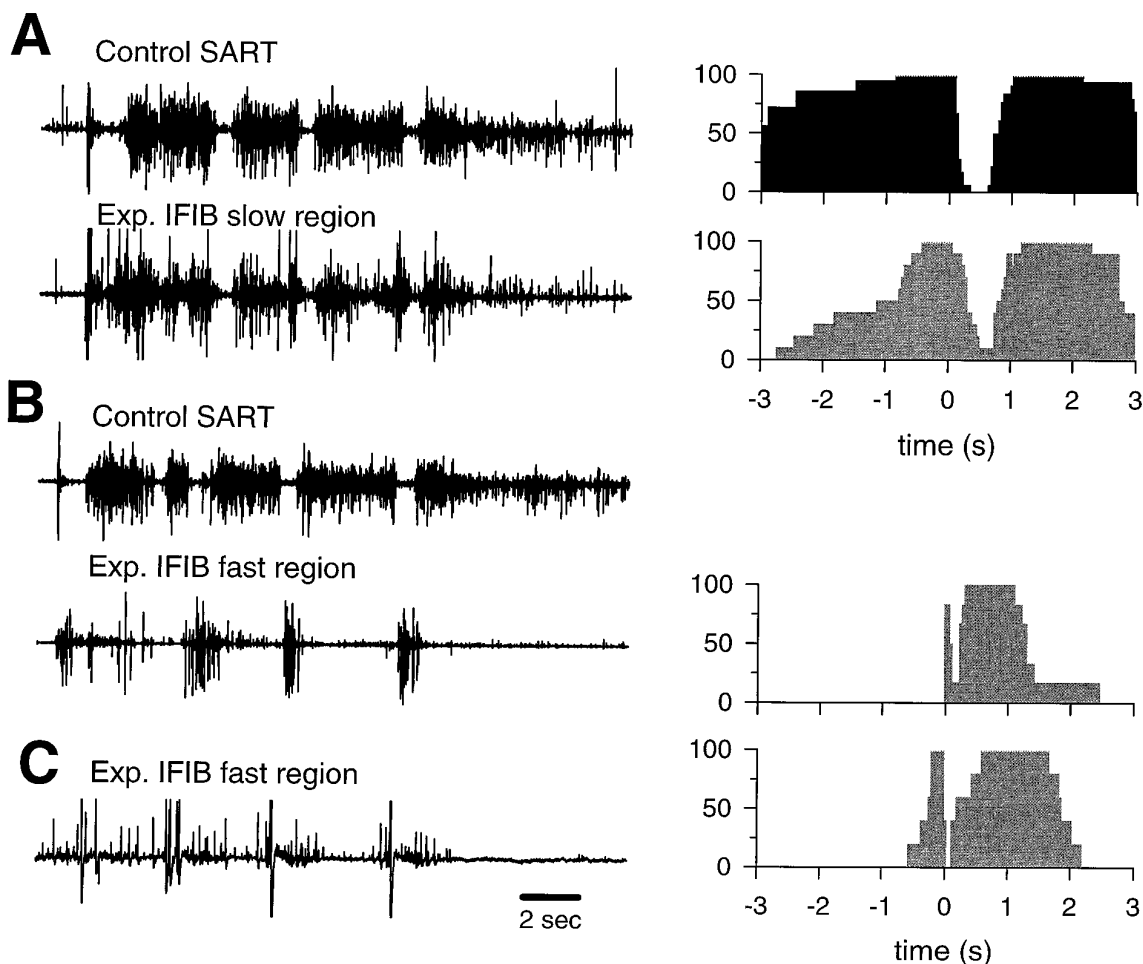 A
Control SART
Exp. IFIB slow region
100
50
0
100
50
0
-3 -2 -1 0 1 2 3
time (s)
B
Control SART
Exp. IFIB fast region
100
50
0
C
Exp. IFIB fast region
2 sec
100
50
0
-3 -2 -1 0 1 2 3
time (s)